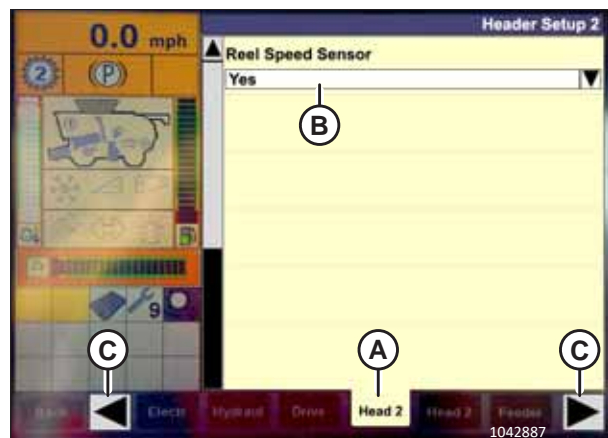 Header Setup 2
0.0 mph
Reel Speed Sensor
2
(P)
Yes
B
9
C
A
C
Back
Electr
Hydraul
Drive
Head 2
Head 2
Feeder
1042887